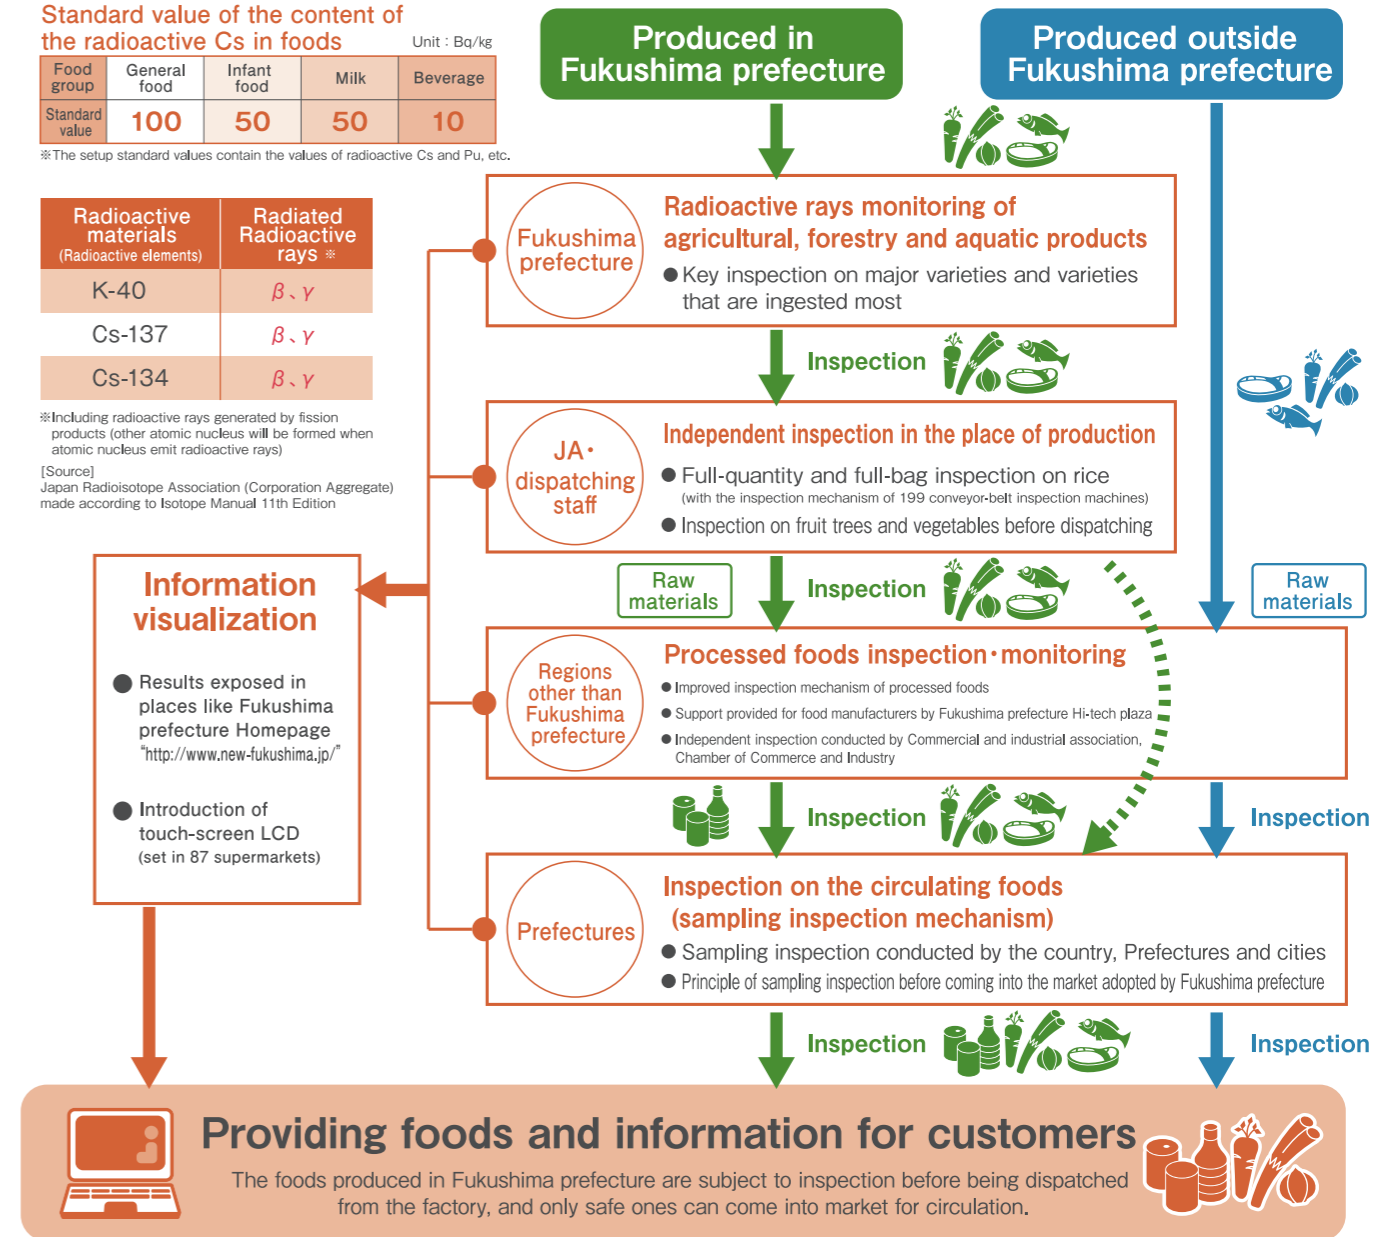 Standard value of the content of
the radioactive Cs in foods
Unit : Bq/kg
Food group General food Infant food Milk Beverage
Standard value 100 50 50 10
※The setup standard values contain the values of radioactive Cs and Pu, etc.
Radioactive materials (Radioactive elements) Radiated Radioactive rays ※
K-40 β、γ
Cs-137 β、γ
Cs-134 β、γ
※Including radioactive rays generated by fission
products (other atomic nucleus will be formed when
atomic nucleus emit radioactive rays)
[Source]
Japan Radioisotope Association (Corporation Aggregate)
made according to Isotope Manual 11th Edition
Produced in
Fukushima prefecture
Produced outside
Fukushima prefecture
Fukushima
prefecture
Radioactive rays monitoring of
agricultural, forestry and aquatic products
●Key inspection on major varieties and varieties
that are ingested most
Inspection
JA・
dispatching
staff
Independent inspection in the place of production
●Full-quantity and full-bag inspection on rice
(with the inspection mechanism of 199 conveyor-belt inspection machines)
●Inspection on fruit trees and vegetables before dispatching
Raw
materials
Inspection
Raw
materials
Regions
other than
Fukushima
prefecture
Processed foods inspection・monitoring
●Improved inspection mechanism of processed foods
●Support provided for food manufacturers by Fukushima prefecture Hi-tech plaza
●Independent inspection conducted by Commercial and industrial association,
Chamber of Commerce and Industry
Inspection
Inspection
Prefectures
Inspection on the circulating foods
(sampling inspection mechanism)
●Sampling inspection conducted by the country, Prefectures and cities
●Principle of sampling inspection before coming into the market adopted by Fukushima prefecture
Inspection
Inspection
Information
visualization
●Results exposed in
places like Fukushima
prefecture Homepage
"http://www.new-fukushima.jp/"
●Introduction of
touch-screen LCD
(set in 87 supermarkets)
Providing foods and information for customers
The foods produced in Fukushima prefecture are subject to inspection before being dispatched
from the factory, and only safe ones can come into market for circulation.